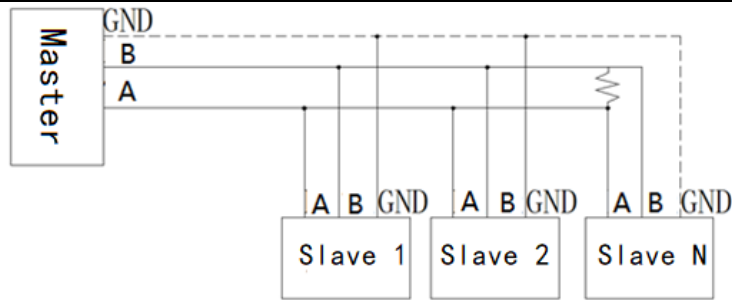 Master
GND
B
A
A B GND
A B GND
A B GND
Slave 1
Slave 2
Slave N